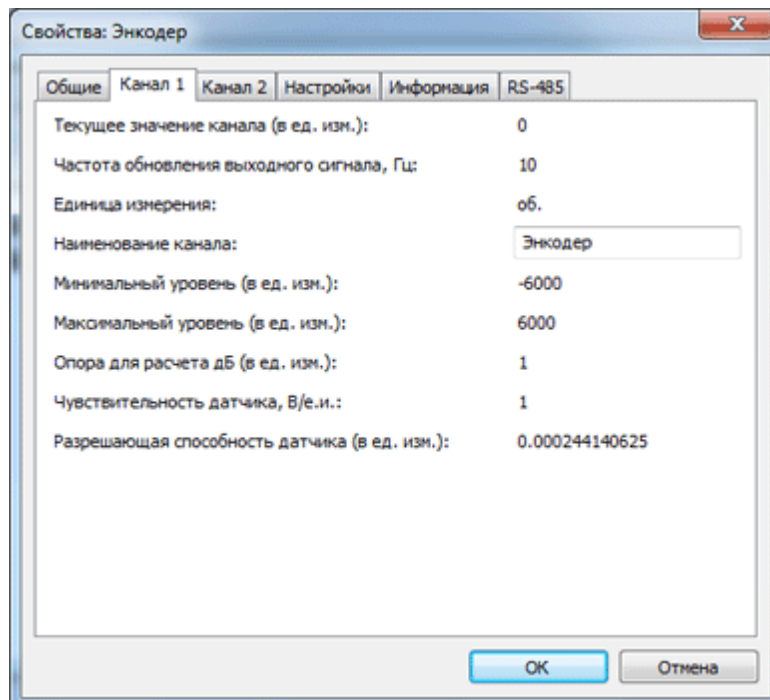 Свойства: Энкодер
Общие Канал 1 Канал 2 Настройки Информация RS-485
Текущее значение канала (в ед. изм.): 0
Частота обновления выходного сигнала, Гц: 10
Единица измерения: об.
Наименование канала: Энкодер
Минимальный уровень (в ед. изм.): -6000
Максимальный уровень (в ед. изм.): 6000
Опора для расчета дБ (в ед. изм.): 1
Чувствительность датчика, В/е.и.: 1
Разрешающая способность датчика (в ед. изм.): 0.000244140625
OK Отмена